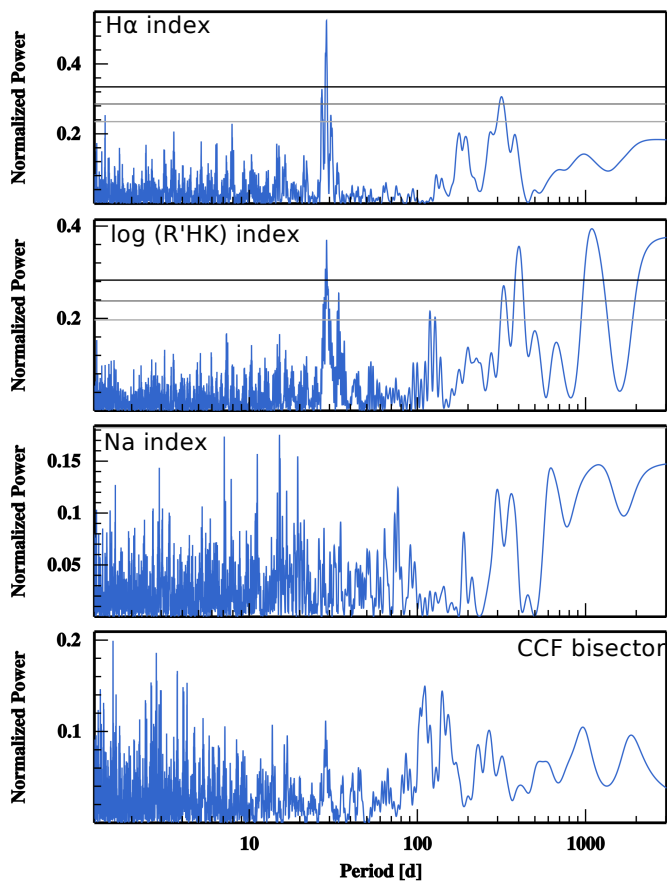 Hα index
Normalized Power
0.4
0.2
log (R'HK) index
Normalized Power
0.4
0.2
Na index
Normalized Power
0.15
0.1
0.05
CCF bisector
Normalized Power
0.2
0.1
10
100
1000
Period [d]